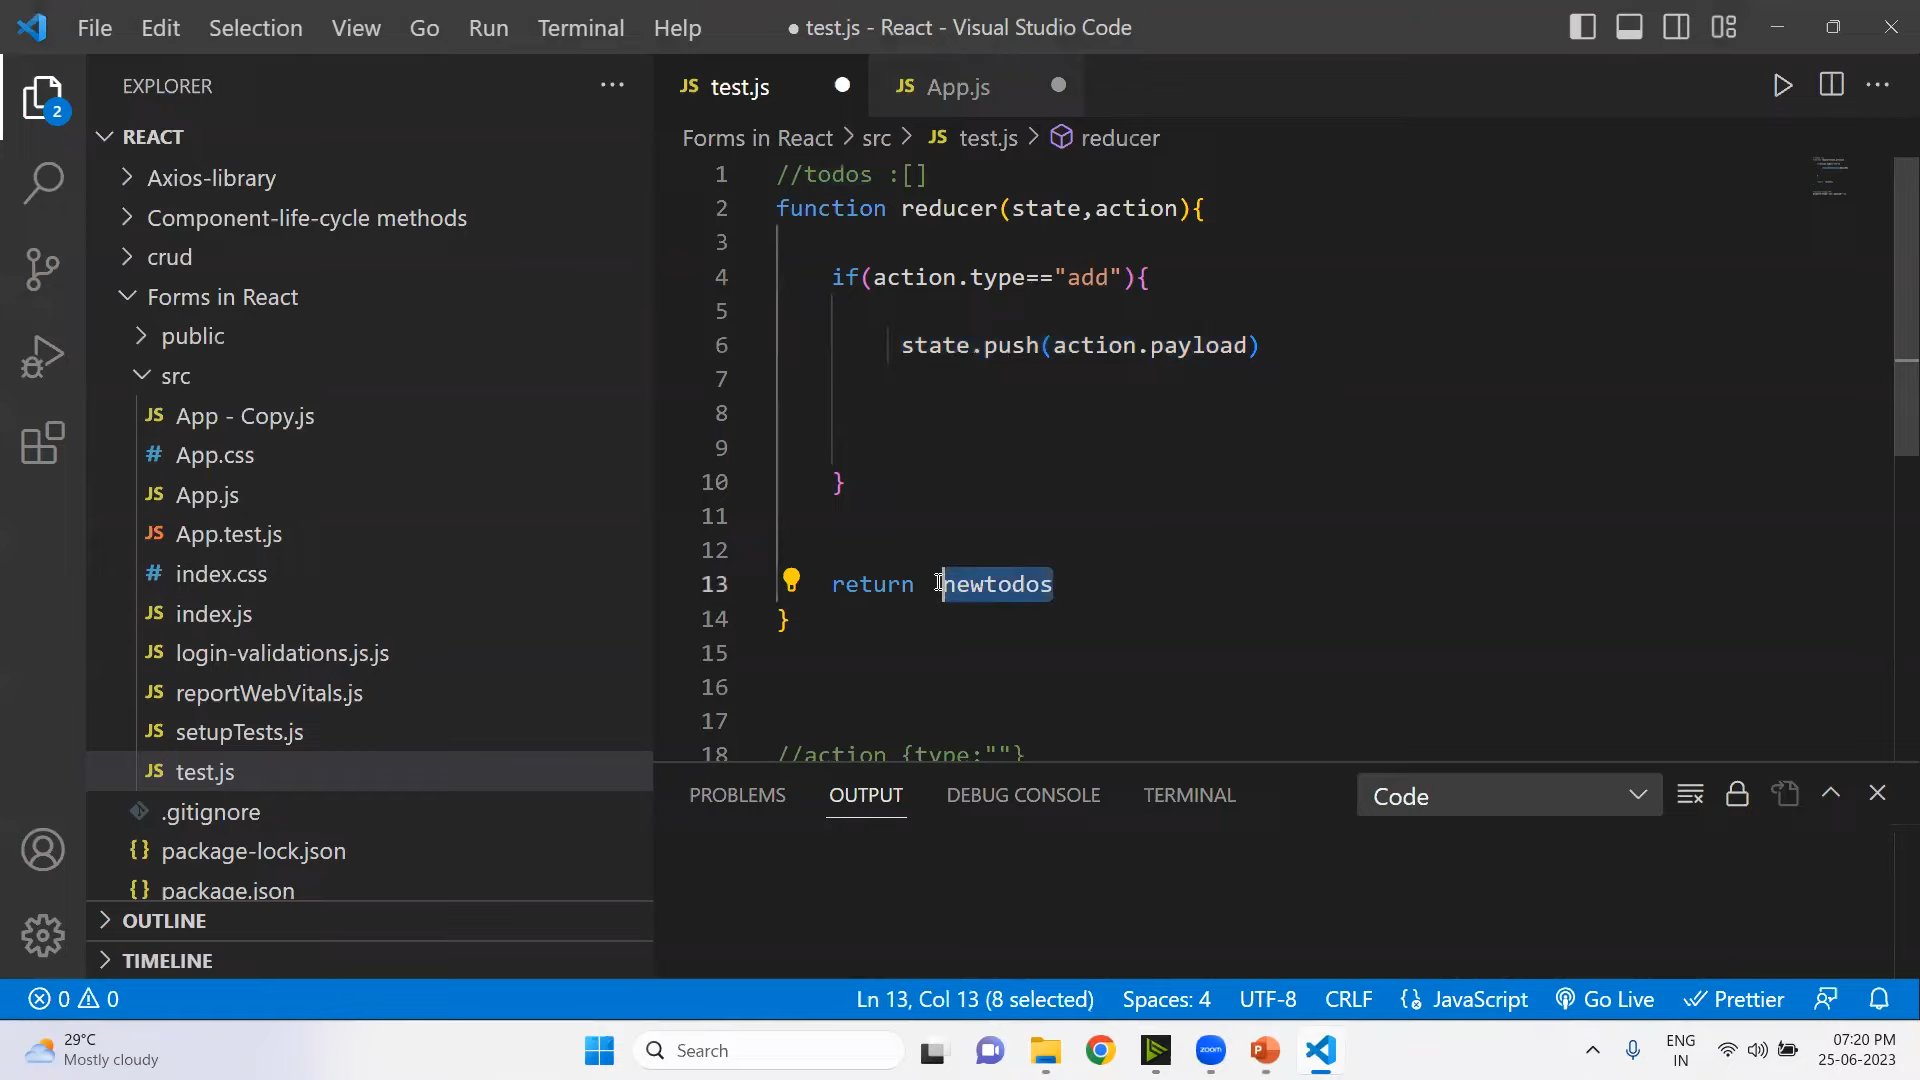 File Edit Selection View Go Run Terminal Help
● test.js - React - Visual Studio Code
EXPLORER
2
REACT
Axios-library
Component-life-cycle methods
crud
Forms in React
public
src
JS App - Copy.js
# App.css
JS App.js
JS App.test.js
# index.css
JS index.js
JS login-validations.js.js
JS reportWebVitals.js
JS setupTests.js
JS test.js
.gitignore
{} package-lock.json
{} package.json
OUTLINE
TIMELINE
JS test.js
JS App.js
Forms in React > src > JS test.js > reducer
1 //todos :[]
2 function reducer(state,action){
3
4 if(action.type=="add"){
5
6 state.push(action.payload)
7
8
9
10 }
11
12
13 return newtodos
14 }
15
16
17
18 //action {type:""}
PROBLEMS OUTPUT DEBUG CONSOLE TERMINAL
Code
0 0
Ln 13, Col 13 (8 selected) Spaces: 4 UTF-8 CRLF {} JavaScript Go Live Prettier
29°C
Mostly cloudy
Search
zoom
ENG
IN
07:20 PM
25-06-2023